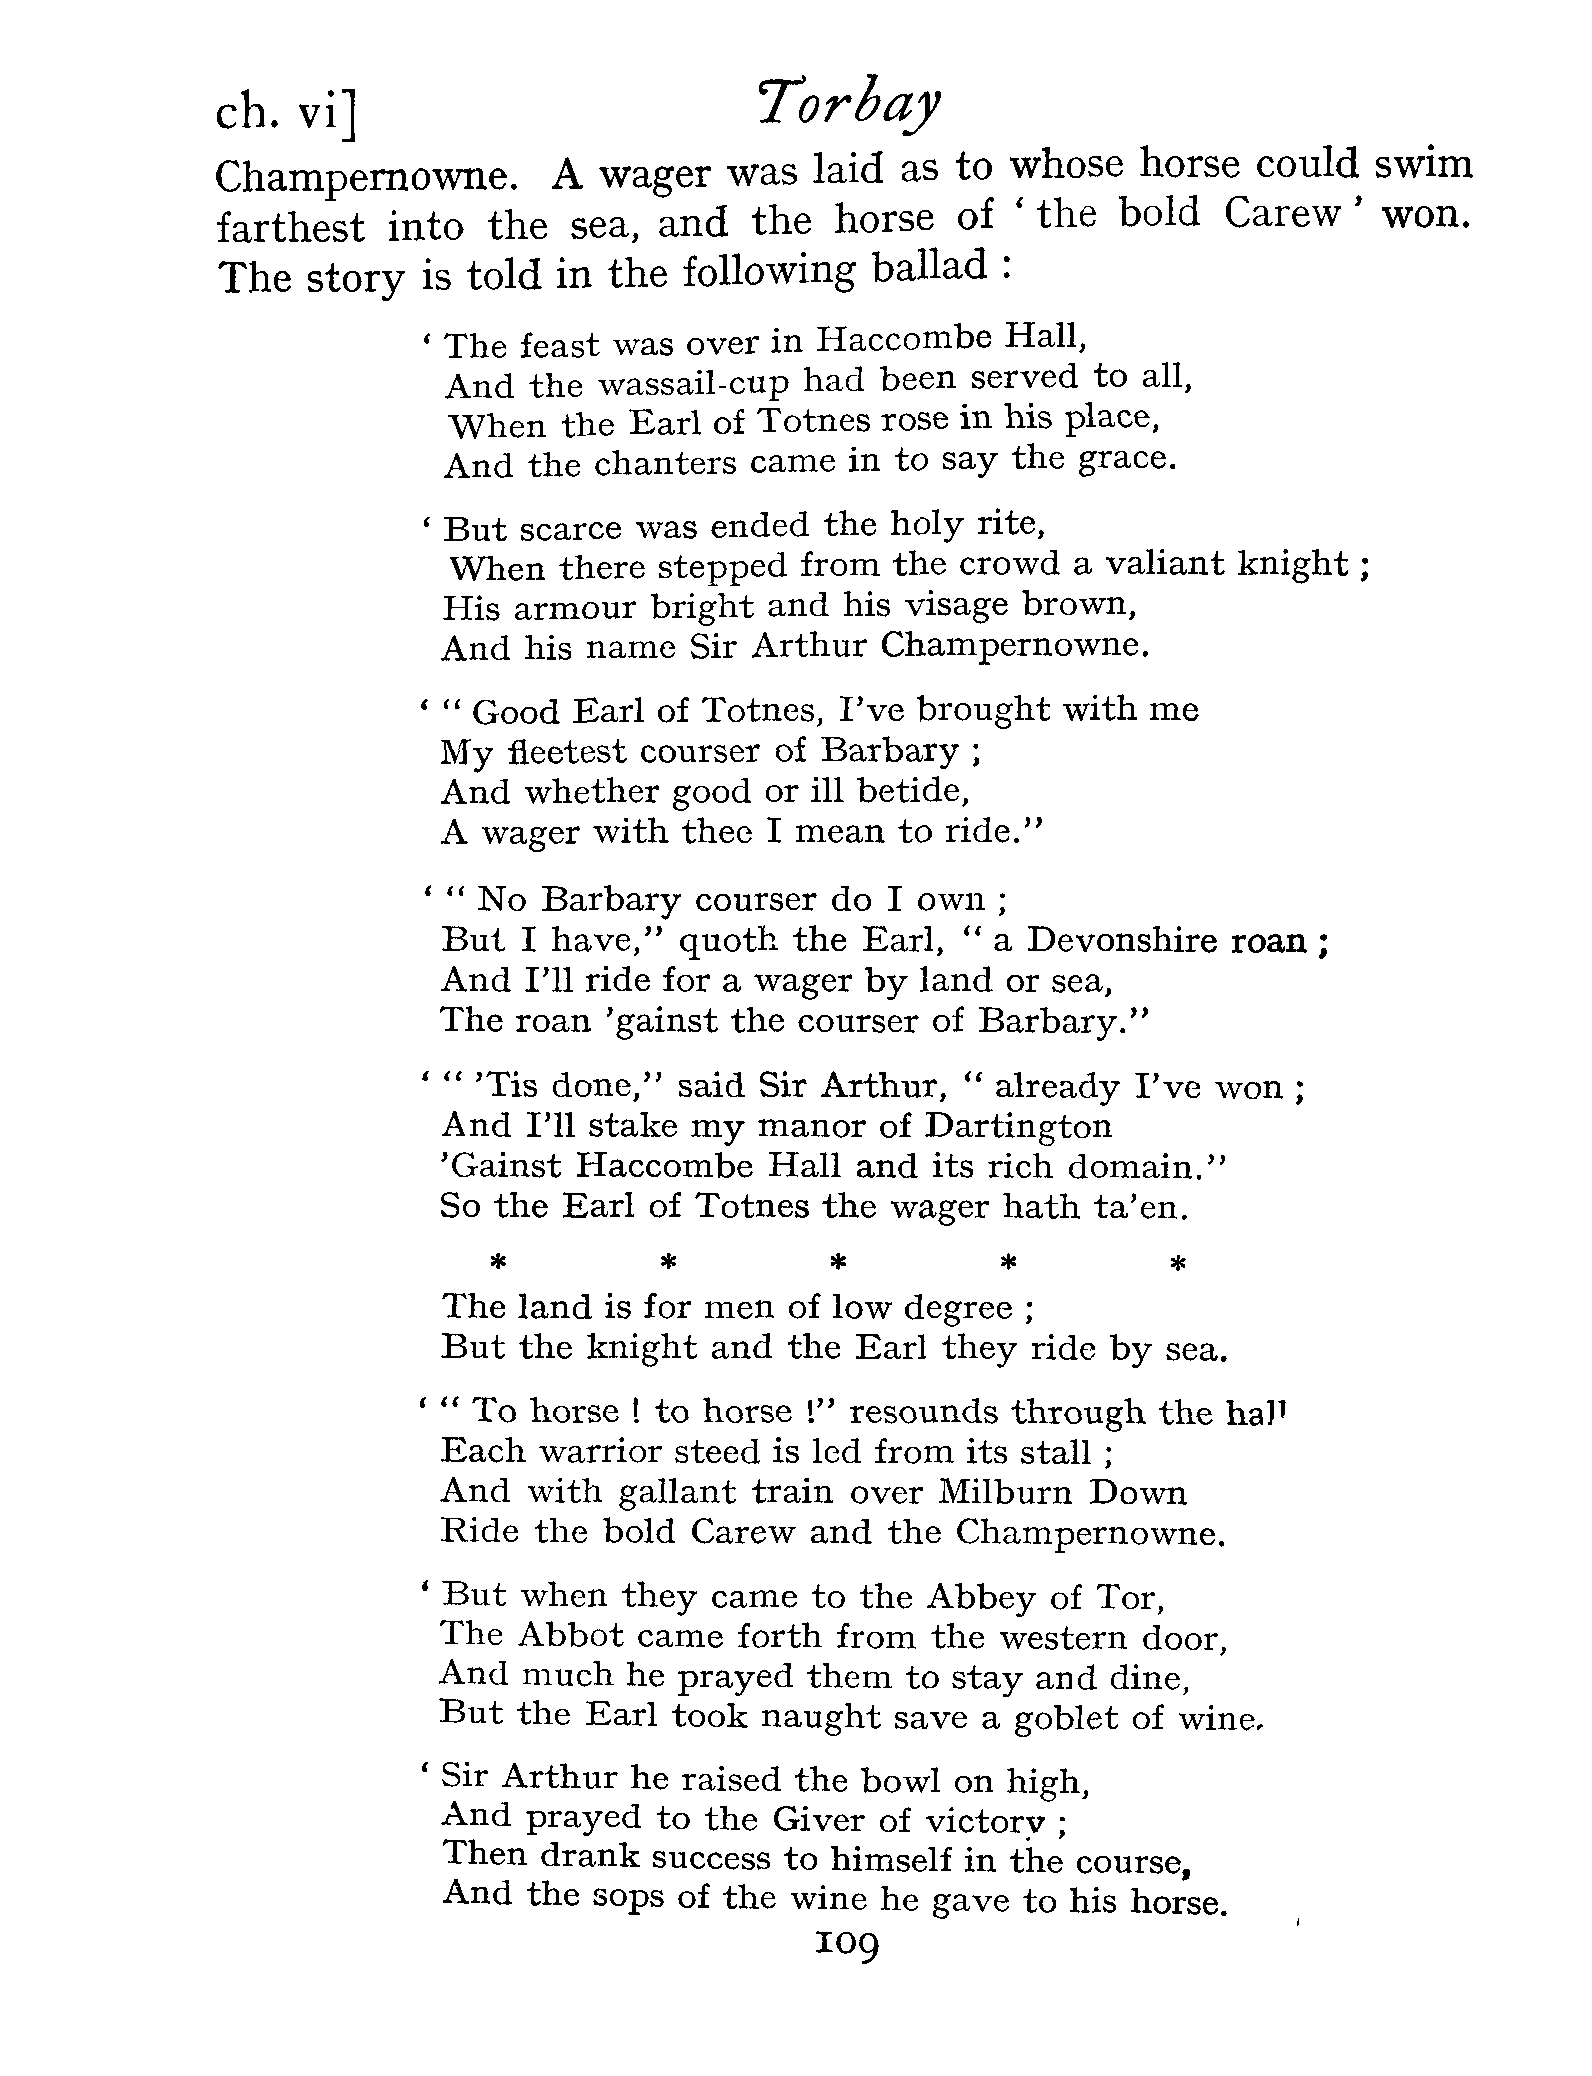 ch. vi] Torbay
Champernowne. A wager was laid as to whose horse could swim
farthest into the sea, and the horse of ‘ the bold Carew ’ won.
The story is told in the following ballad :
‘ The feast was over in Haccombe Hall,
And the wassail-cup had been served to all,
When the Earl of Totnes rose in his place,
And the chanters came in to say the grace.
‘ But scarce was ended the holy rite,
When there stepped from the crowd a valiant knight ;
His armour bright and his visage brown,
And his name Sir Arthur Champernowne.
‘ “ Good Earl of Totnes, I’ve brought with me
My fleetest courser of Barbary ;
And whether good or ill betide,
A wager with thee I mean to ride.”
‘ “ No Barbary courser do I own ;
But I have,” quoth the Earl, “ a Devonshire roan ;
And I’ll ride for a wager by land or sea,
The roan ’gainst the courser of Barbary.”
‘ “ ’Tis done,” said Sir Arthur, “ already I’ve won ;
And I’ll stake my manor of Dartington
’Gainst Haccombe Hall and its rich domain.”
So the Earl of Totnes the wager hath ta’en.
* * * * *
The land is for men of low degree ;
But the knight and the Earl they ride by sea.
‘ “ To horse ! to horse !” resounds through the hall
Each warrior steed is led from its stall ;
And with gallant train over Milburn Down
Ride the bold Carew and the Champernowne.
‘ But when they came to the Abbey of Tor,
The Abbot came forth from the western door,
And much he prayed them to stay and dine,
But the Earl took naught save a goblet of wine.
‘ Sir Arthur he raised the bowl on high,
And prayed to the Giver of victory ;
Then drank success to himself in the course,
And the sops of the wine he gave to his horse.
109